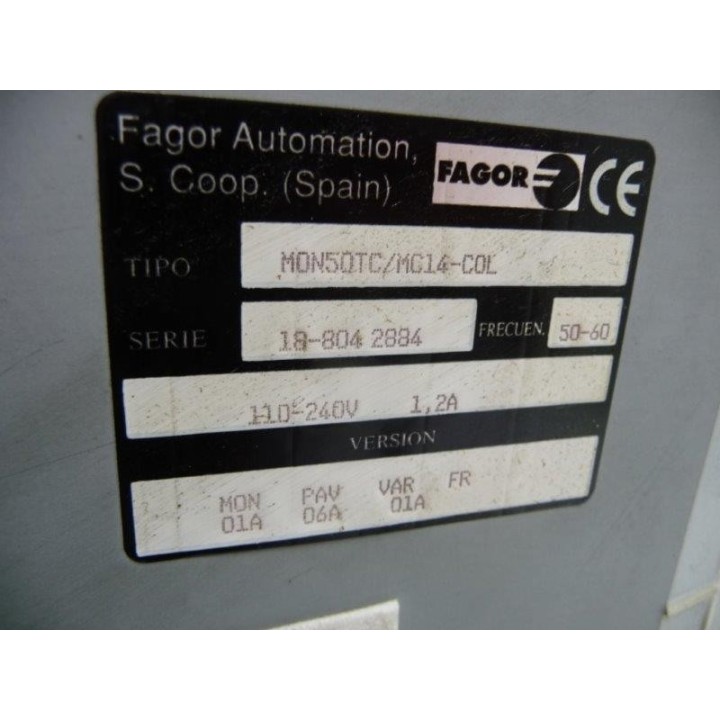 Fagor Automation,
S. Coop. (Spain)
FAGOR CE
TIPO MON50TC/MC14-COL
SERIE 18-804 2884 FRECUEN. 50-60
110-240V 1,2A
VERSION
MON PAV VAR FR
01A 06A 01A